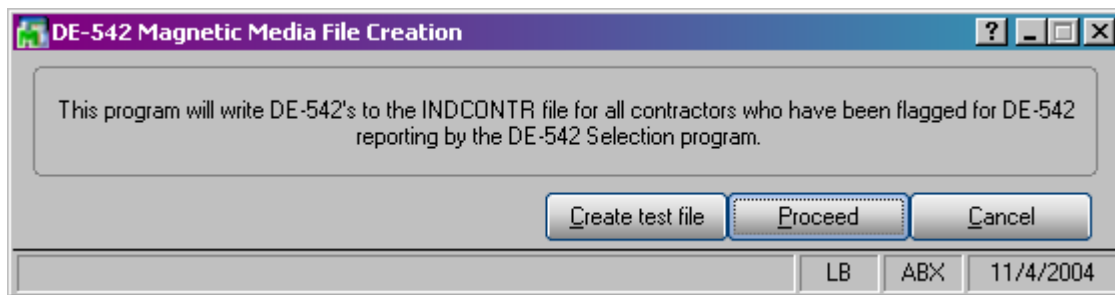 DE-542 Magnetic Media File Creation
This program will write DE-542's to the INDCONTR file for all contractors who have been flagged for DE-542
reporting by the DE-542 Selection program.
Create test file Proceed Cancel
LB ABX 11/4/2004